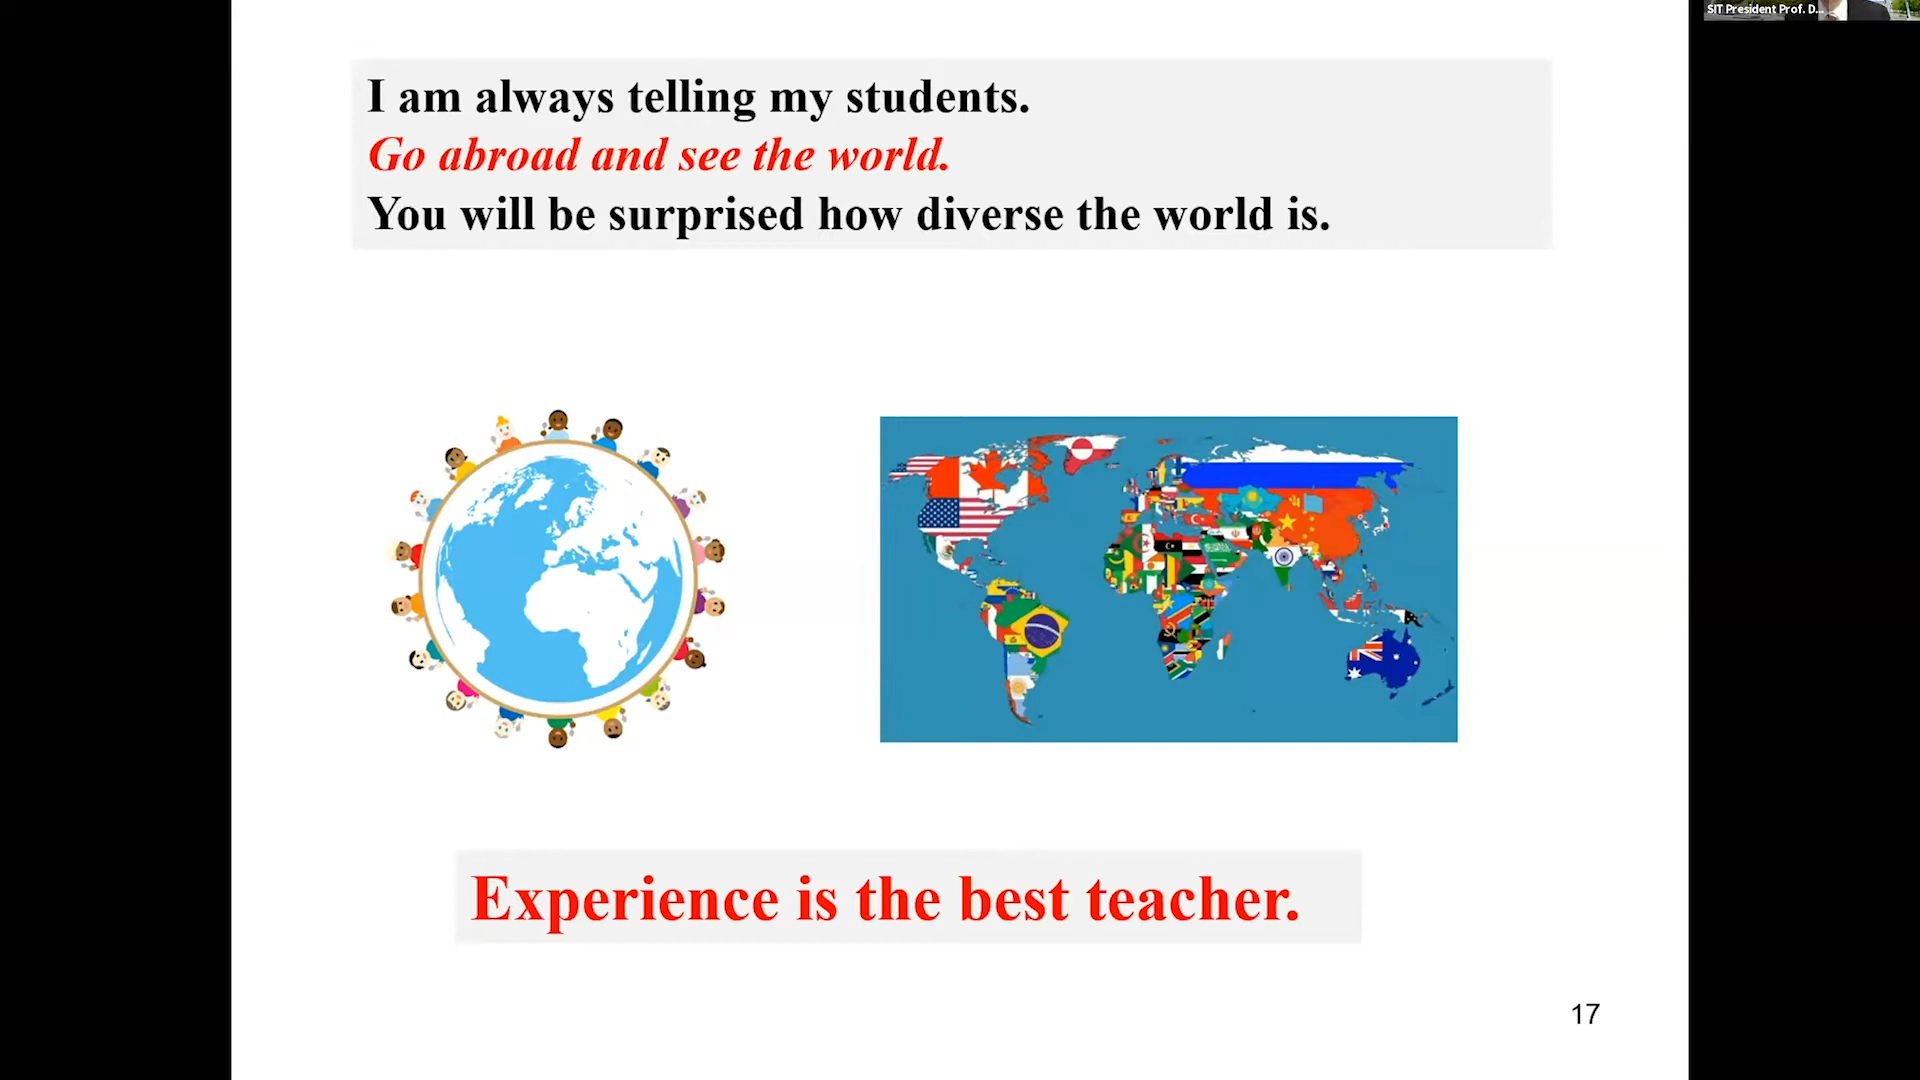 SIT President Prof. D...
I am always telling my students.
Go abroad and see the world.
You will be surprised how diverse the world is.
Experience is the best teacher.
17